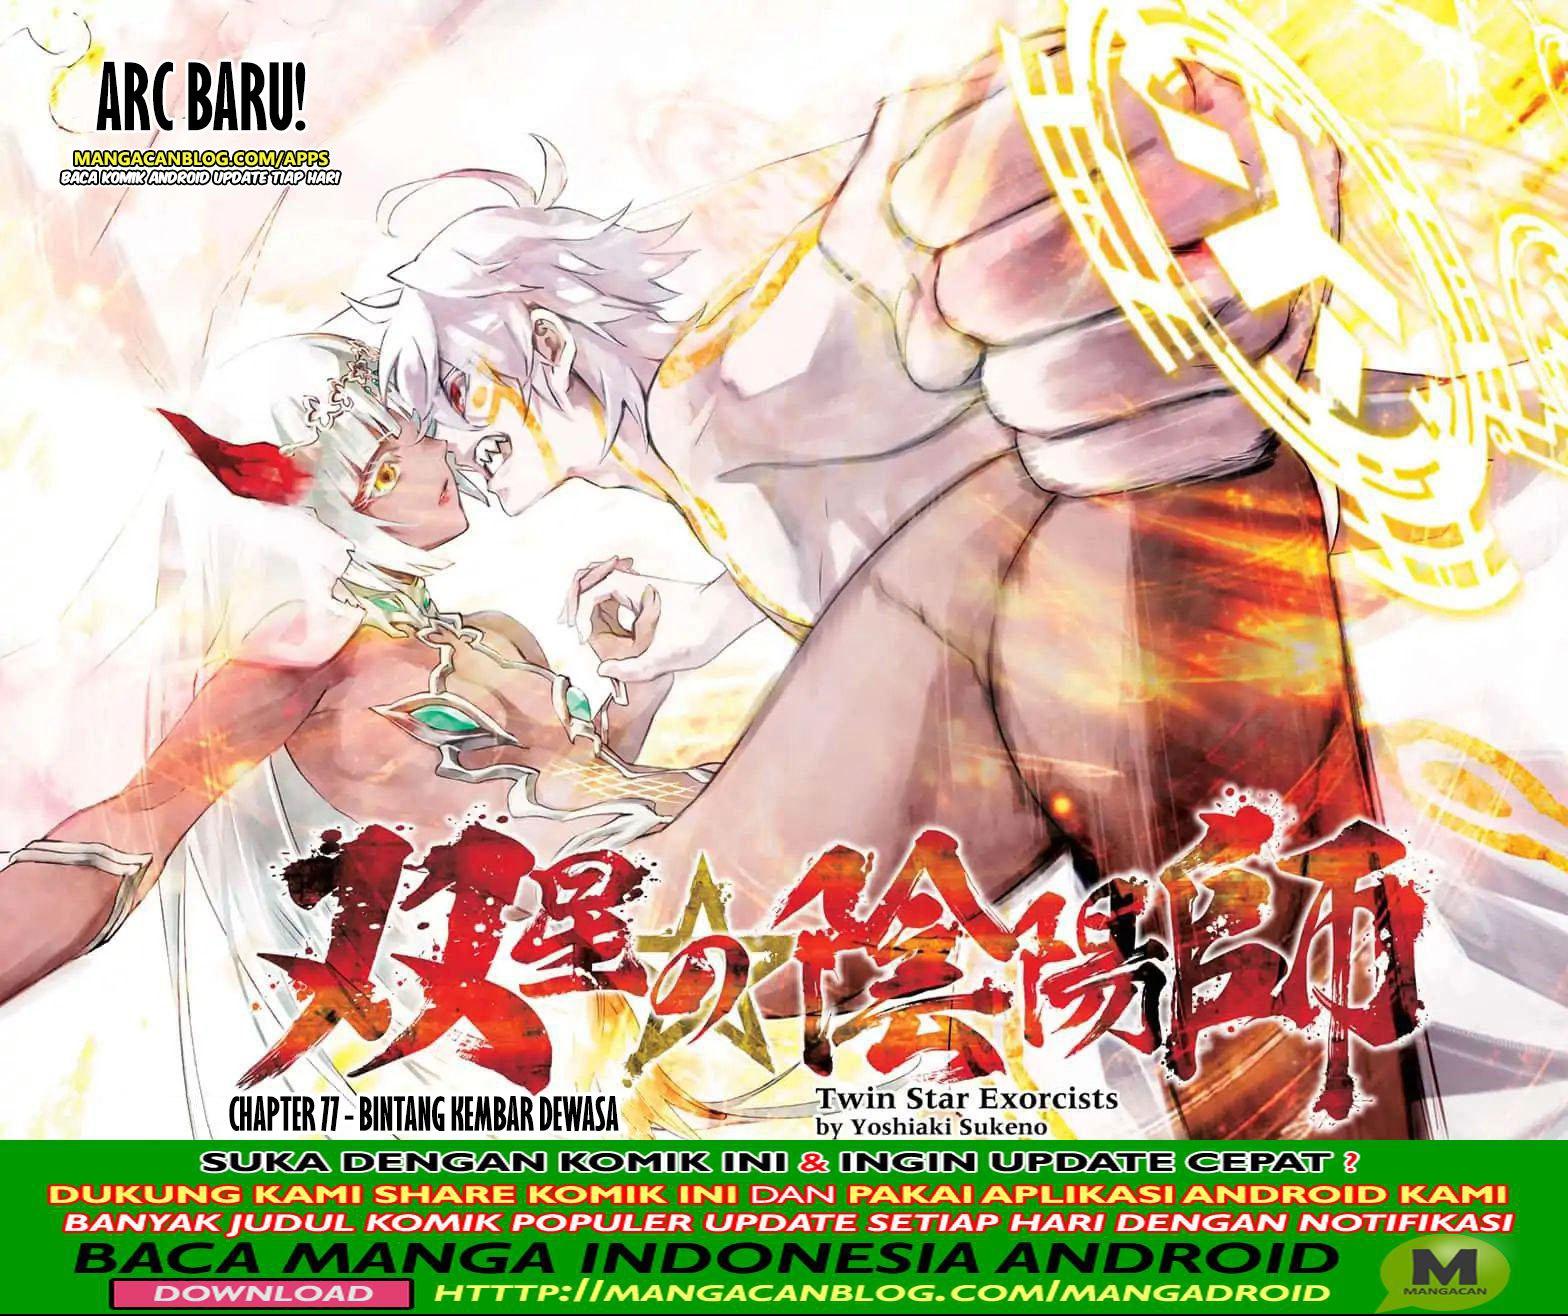 ARC BARU!
MANGACANBLOG.COM/APPS
BACA KOMIK ANDROID UPDATE TIAP HARI
双星の陰陽師
CHAPTER 77 - BINTANG KEMBAR DEWASA
Twin Star Exorcists
by Yoshiaki Sukeno
SUKA DENGAN KOMIK INI & INGIN UPDATE CEPAT ?
DUKUNG KAMI SHARE KOMIK INI DAN PAKAI APLIKASI ANDROID KAMI
BANYAK JUDUL KOMIK POPULER UPDATE SETIAP HARI DENGAN NOTIFIKASI
BACA MANGA INDONESIA ANDROID
DOWNLOAD HTTTP://MANGACANBLOG.COM/MANGADROID
M
MANGACAN